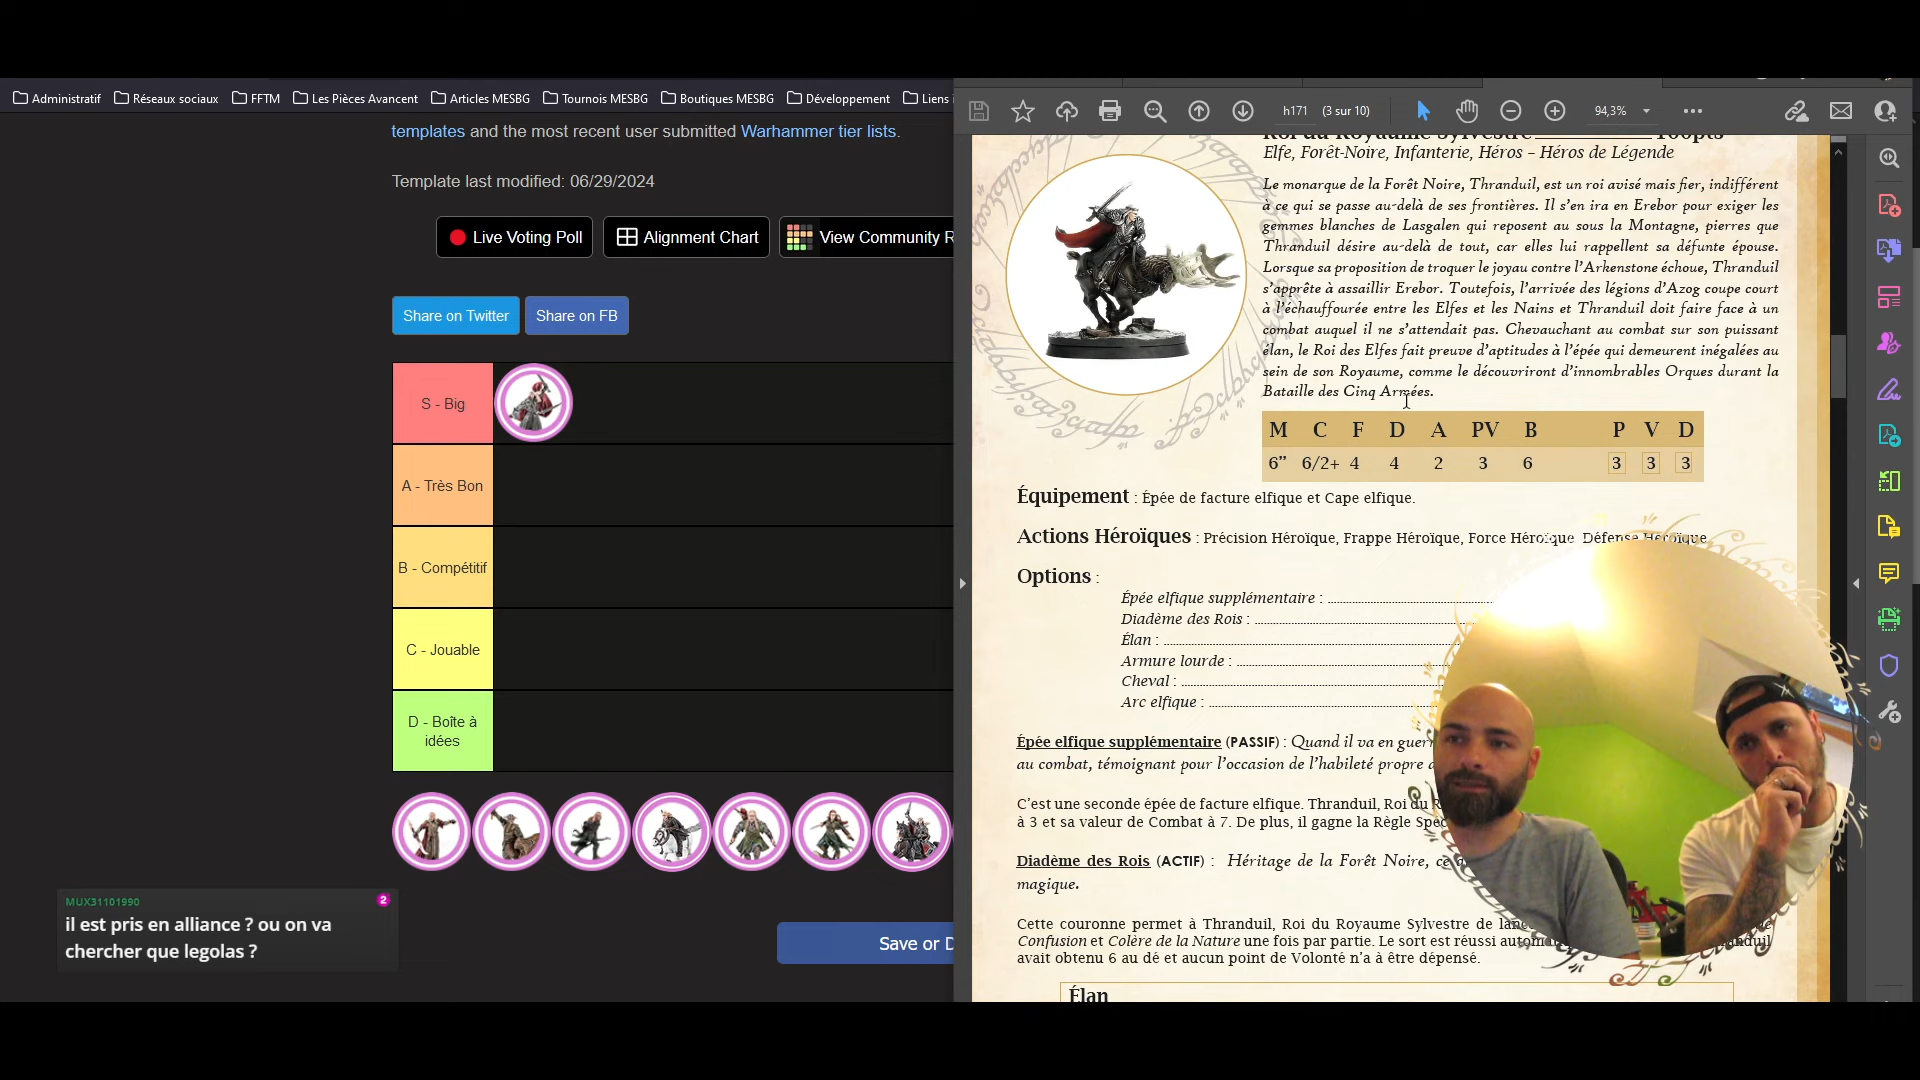 Administratif
Réseaux sociaux
FFTM
Les Pièces Avancent
Articles MESBG
Tournois MESBG
Boutiques MESBG
Développement
Liens
templates and the most recent user submitted Warhammer tier lists.
Template last modified: 06/29/2024
Live Voting Poll
Alignment Chart
View Community R
Share on Twitter
Share on FB
S - Big
A - Très Bon
B - Compétitif
C - Jouable
D - Boîte à
idées
MUX31101990
2
il est pris en alliance ? ou on va
chercher que legolas ?
Save or D
h171 (3 sur 10)
94,3%
Roi du Royaume Sylvestre
Elfe, Forêt-Noire, Infanterie, Héros – Héros de Légende
Le monarque de la Forêt Noire, Thranduil, est un roi avisé mais fier, indifférent
à ce qui se passe au-delà de ses frontières. Il s’en ira en Erebor pour exiger les
gemmes blanches de Lasgalen qui reposent au sous la Montagne, pierres que
Thranduil désire au-delà de tout, car elles lui rappellent sa défunte épouse.
Lorsque sa proposition de troquer le joyau contre l’Arkenstone échoue, Thranduil
s’apprête à assaillir Erebor. Toutefois, l’arrivée des légions d’Azog coupe court
à l’échauffourée entre les Elfes et les Nains et Thranduil doit faire face à un
combat auquel il ne s’attendait pas. Chevauchant au combat sur son puissant
élan, le Roi des Elfes fait preuve d’aptitudes à l’épée qui demeurent inégalées au
sein de son Royaume, comme le découvriront d’innombrables Orques durant la
Bataille des Cinq Armées.
M C F D A PV B P V D
6” 6/2+ 4 4 2 3 6 3 3 3
Équipement : Épée de facture elfique et Cape elfique.
Actions Héroïques : Précision Héroïque, Frappe Héroïque, Force Héroïque, Défense Héroïque
Options :
Épée elfique supplémentaire :
Diadème des Rois :
Élan :
Armure lourde :
Cheval :
Arc elfique :
Épée elfique supplémentaire (PASSIF) : Quand il va en guerr
au combat, témoignant pour l’occasion de l’habileté propre
C’est une seconde épée de facture elfique. Thranduil, Roi du R
à 3 et sa valeur de Combat à 7. De plus, il gagne la Règle Spéc
Diadème des Rois (ACTIF) : Héritage de la Forêt Noire, ce
magique.
Cette couronne permet à Thranduil, Roi du Royaume Sylvestre de lanc
Confusion et Colère de la Nature une fois par partie. Le sort est réussi autom
avait obtenu 6 au dé et aucun point de Volonté n’a à être dépensé.
Élan